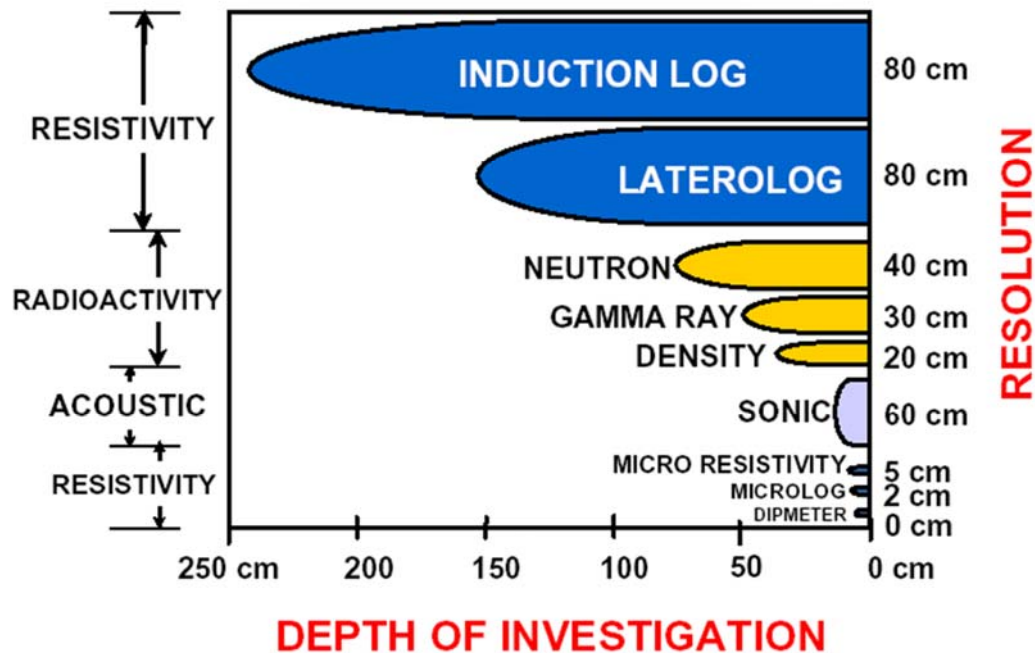 INDUCTION LOG
80 cm
RESISTIVITY
LATEROLOG
80 cm
NEUTRON
40 cm
RADIOACTIVITY
GAMMA RAY
30 cm
DENSITY
20 cm
ACOUSTIC
SONIC
60 cm
MICRO RESISTIVITY
5 cm
RESISTIVITY
MICROLOG
2 cm
DIPMETER
0 cm
RESOLUTION
250 cm 200 150 100 50 0 cm
DEPTH OF INVESTIGATION